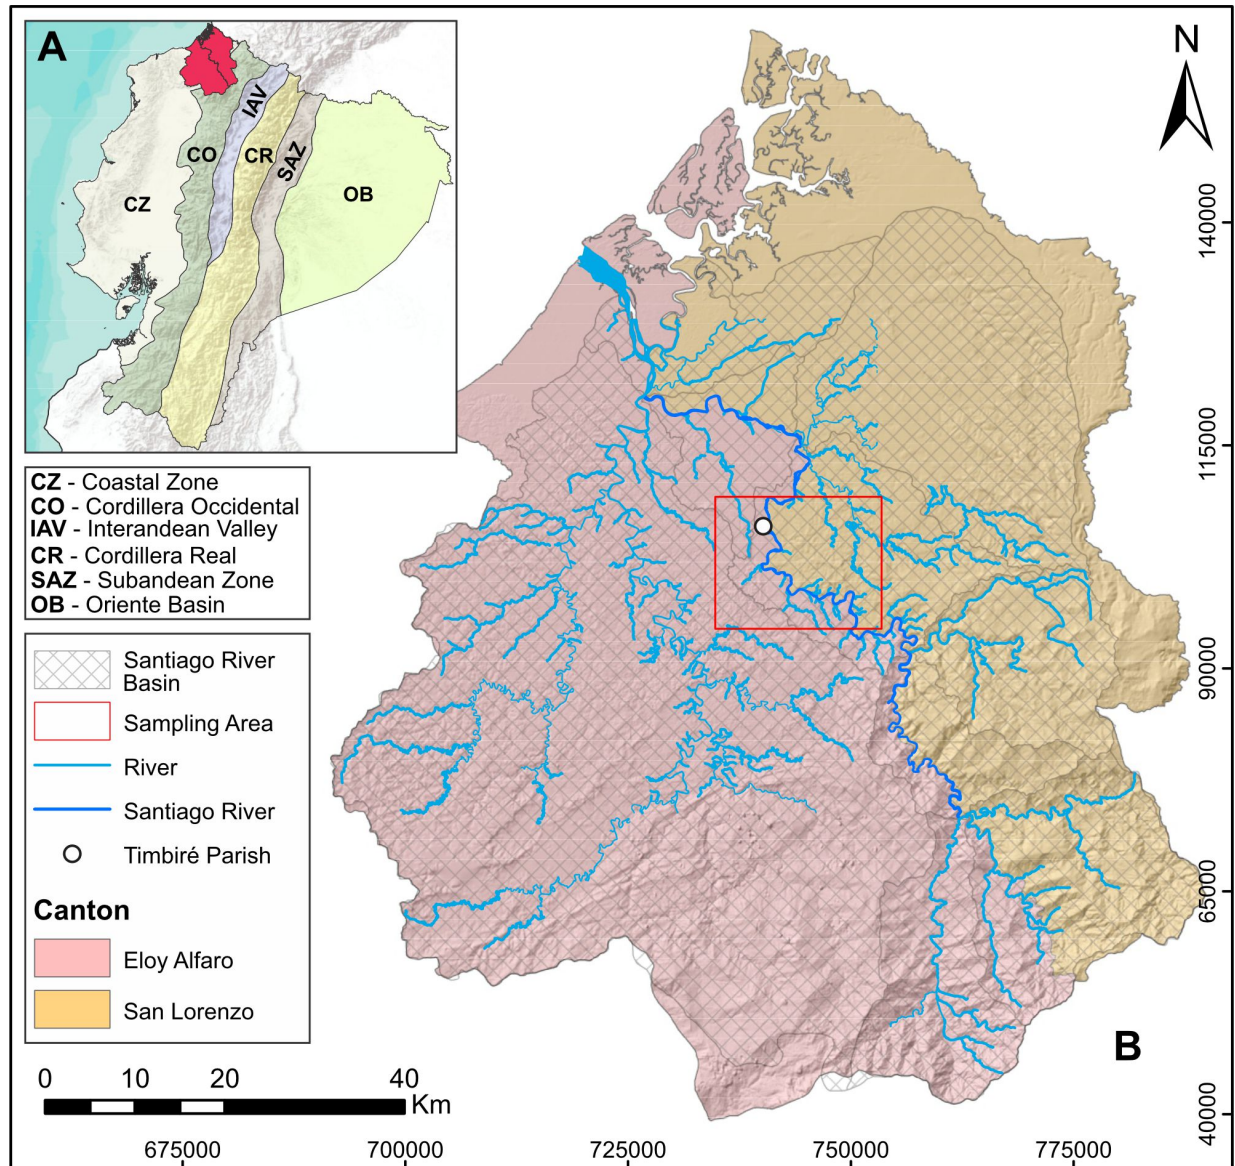 A
IAV
CO
CR
SAZ
CZ
OB
N
CZ - Coastal Zone
CO - Cordillera Occidental
IAV - Interandean Valley
CR - Cordillera Real
SAZ - Subandean Zone
OB - Oriente Basin
Santiago River
Basin
Sampling Area
River
Santiago River
Timbiré Parish
Canton
Eloy Alfaro
San Lorenzo
0 10 20 40
Km
B
140000
115000
90000
65000
40000
675000 700000 725000 750000 775000